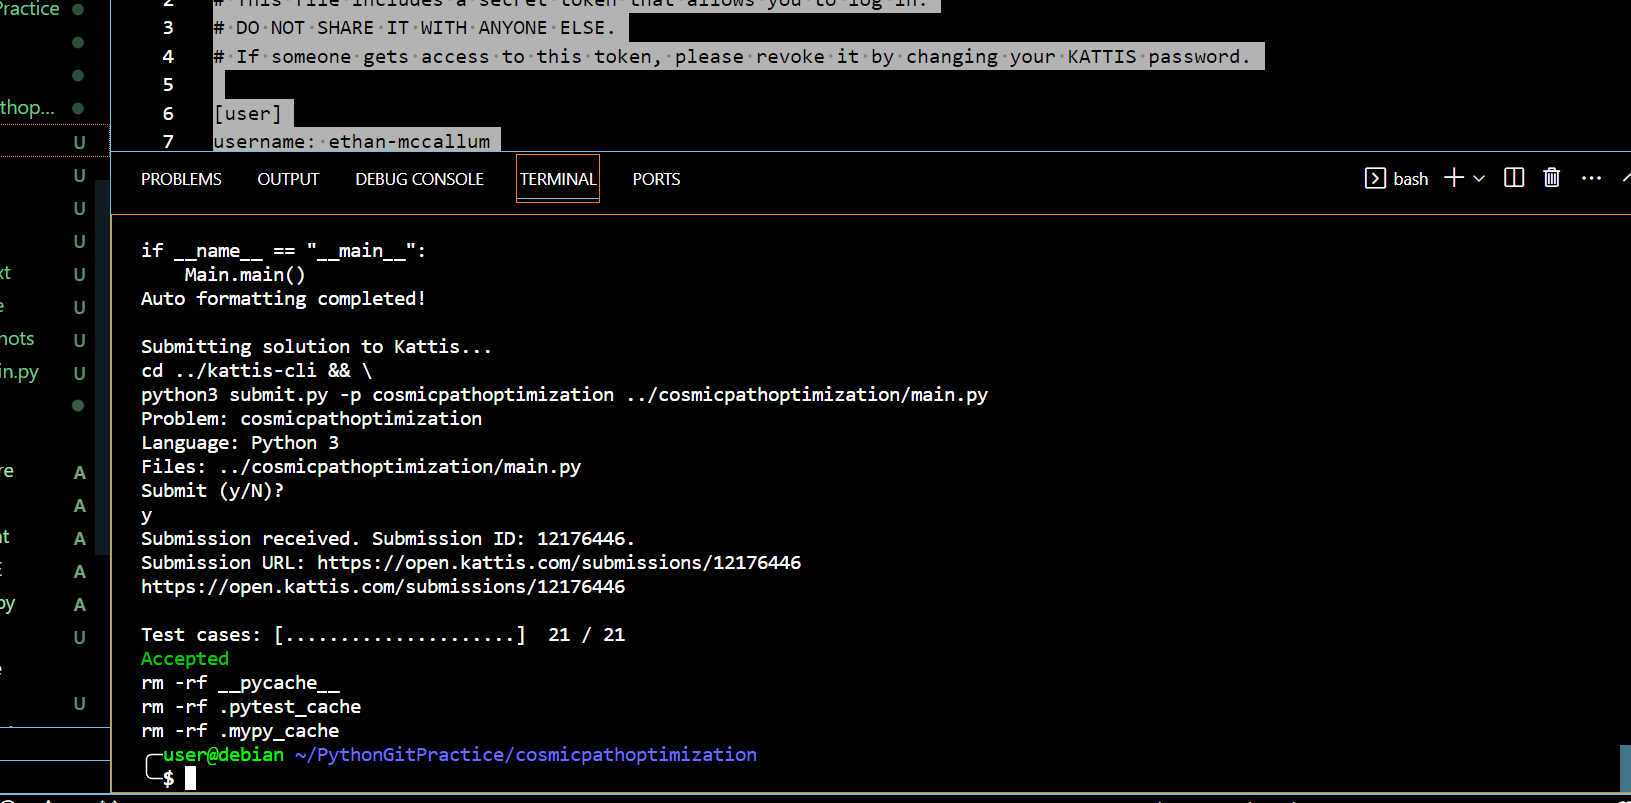 Practice
2 # This file includes a secret token that allows you to log in.
3 # DO NOT SHARE IT WITH ANYONE ELSE.
4 # If someone gets access to this token, please revoke it by changing your KATTIS password.
5
thop...
6 [user]
U
7 username: ethan-mccallum
U
PROBLEMS OUTPUT DEBUG CONSOLE TERMINAL PORTS bash
U
U
if __name__ == "__main__":
xt U
Main.main()
Auto formatting completed!
e U
hots U
Submitting solution to Kattis...
in.py U
cd ../kattis-cli && \
python3 submit.py -p cosmicpathoptimization ../cosmicpathoptimization/main.py
Problem: cosmicpathoptimization
Language: Python 3
re A
Files: ../cosmicpathoptimization/main.py
Submit (y/N)?
A
y
nt A
Submission received. Submission ID: 12176446.
Submission URL: https://open.kattis.com/submissions/12176446
E A
https://open.kattis.com/submissions/12176446
py A
U
Test cases: [.....................] 21 / 21
Accepted
e
rm -rf __pycache__
U
rm -rf .pytest_cache
rm -rf .mypy_cache
user@debian ~/PythonGitPractice/cosmicpathoptimization
$